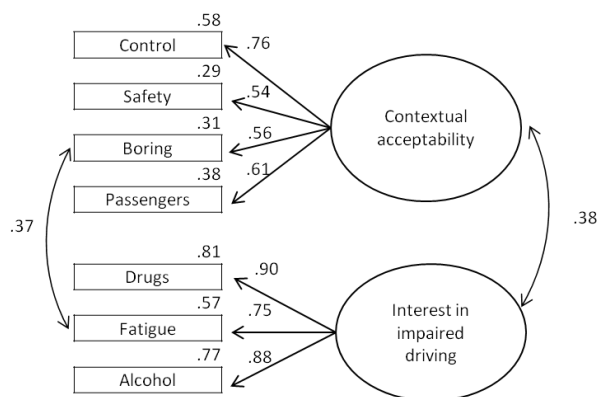 .58
Control
.76
.29
Safety
.54
.31
Boring
.56
.38
Passengers
.61
Contextual
acceptability
.37
.38
.81
Drugs
.90
.57
Fatigue
.75
.77
Alcohol
.88
Interest in
impaired
driving